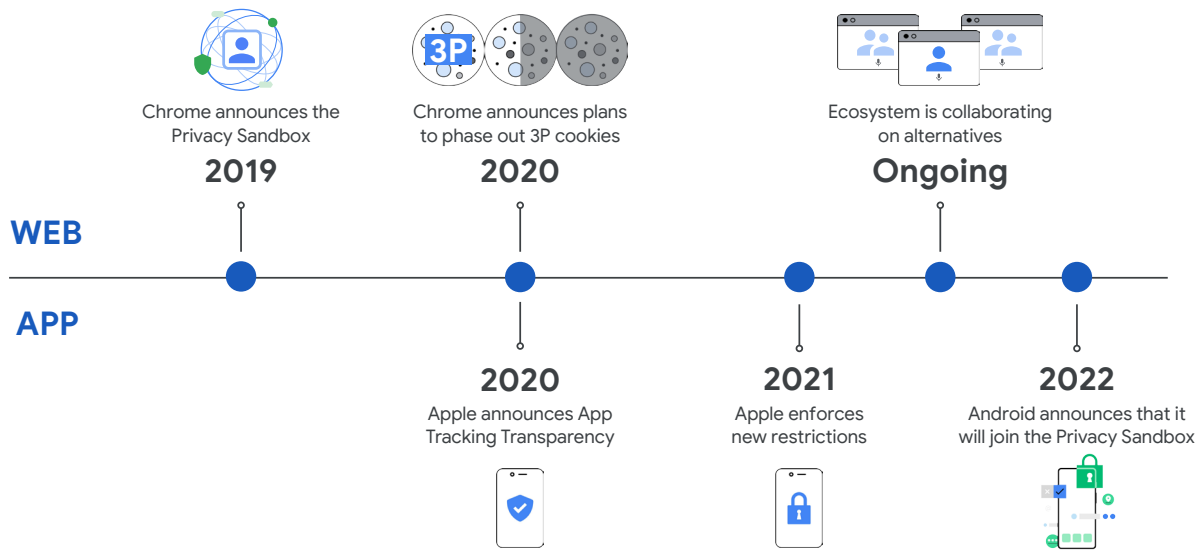 3P
Chrome announces the
Privacy Sandbox
2019
Chrome announces plans
to phase out 3P cookies
2020
Ecosystem is collaborating
on alternatives
Ongoing
WEB
APP
2020
Apple announces App
Tracking Transparency
2021
Apple enforces
new restrictions
2022
Android announces that it
will join the Privacy Sandbox